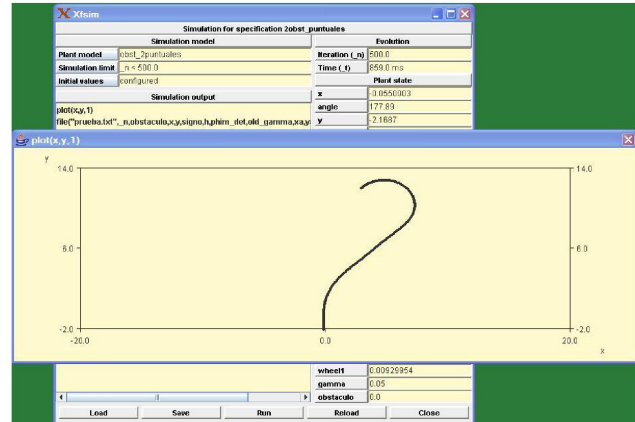 Xfsim
Simulation for specification 2obst_puntuales
Simulation model
Evolution
Plant model obst_2puntuales
Iteration (_n) 500.0
Simulation limit _n < 500.0
Time (_t) 859.0 ms
Initial values configured
Plant state
Simulation output
x -0.0550003
plot(x,y,1)
angle 177.89
file("prueba.txt",_n,obstaculo,x,y,signo,h,phim_det,old_gamma,xa,y
y -2.1687
plot(x,y,1)
y
14.0 14.0
6.0 6.0
-2.0 -2.0
-20.0 0.0 20.0
x
wheel1 0.00929954
gamma 0.05
obstaculo 0.0
Load Save Run Reload Close